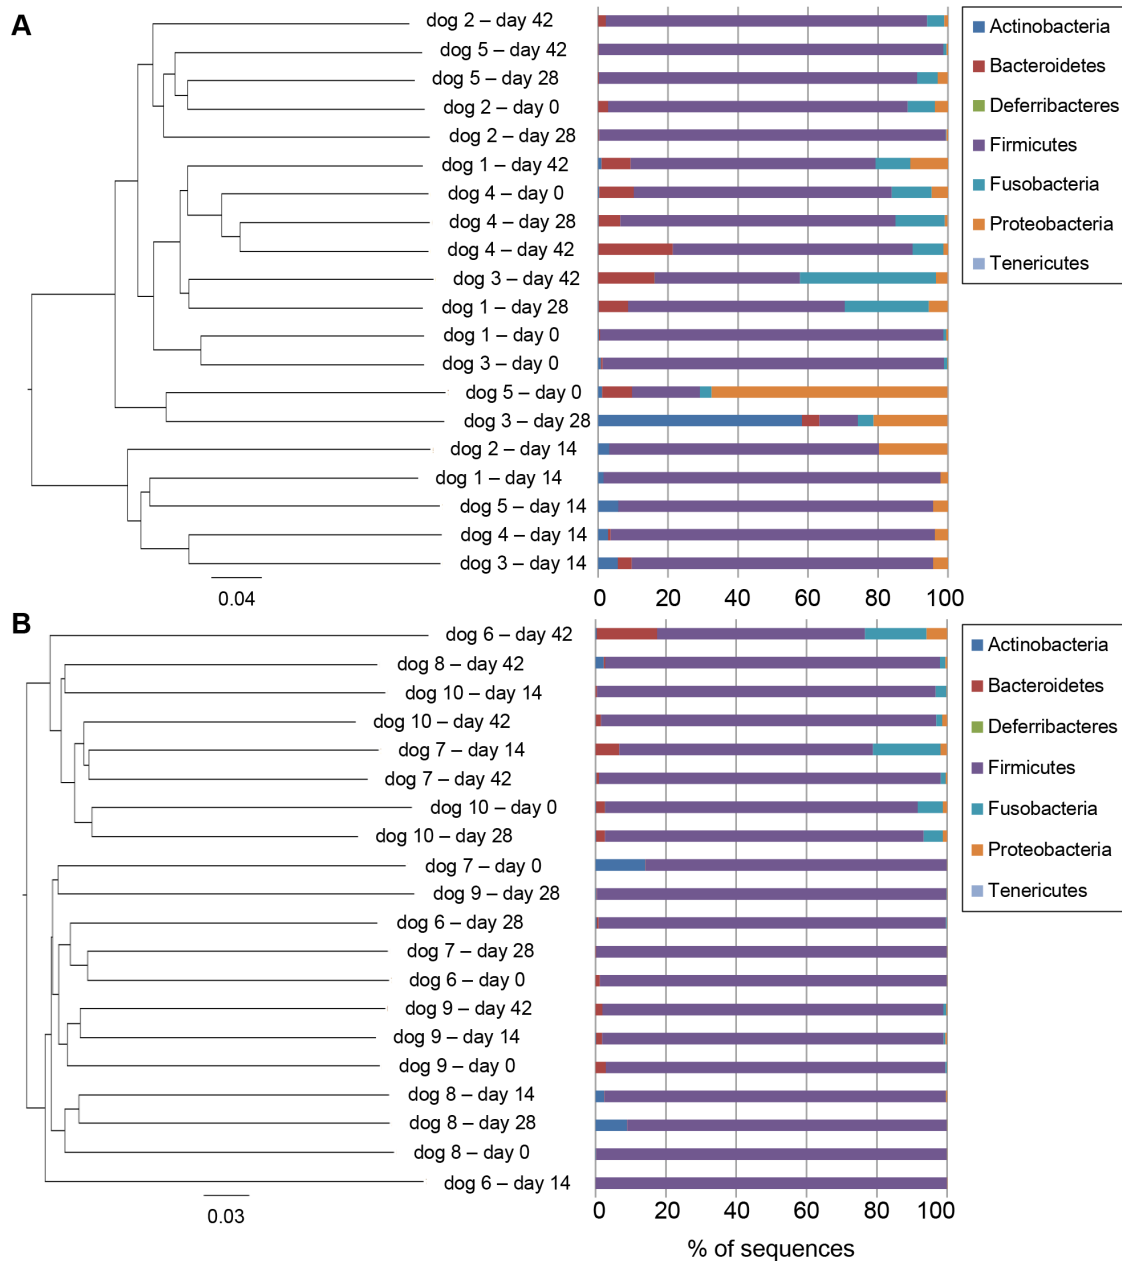 A
dog 2 – day 42
dog 5 – day 42
dog 5 – day 28
dog 2 – day 0
dog 2 – day 28
dog 1 – day 42
dog 4 – day 0
dog 4 – day 28
dog 4 – day 42
dog 3 – day 42
dog 1 – day 28
dog 1 – day 0
dog 3 – day 0
dog 5 – day 0
dog 3 – day 28
dog 2 – day 14
dog 1 – day 14
dog 5 – day 14
dog 4 – day 14
dog 3 – day 14
0.04
0 20 40 60 80 100
Actinobacteria
Bacteroidetes
Deferribacteres
Firmicutes
Fusobacteria
Proteobacteria
Tenericutes
B
dog 6 – day 42
dog 8 – day 42
dog 10 – day 14
dog 10 – day 42
dog 7 – day 14
dog 7 – day 42
dog 10 – day 0
dog 10 – day 28
dog 7 – day 0
dog 9 – day 28
dog 6 – day 28
dog 7 – day 28
dog 6 – day 0
dog 9 – day 42
dog 9 – day 14
dog 9 – day 0
dog 8 – day 14
dog 8 – day 28
dog 8 – day 0
dog 6 – day 14
0.03
0 20 40 60 80 100
% of sequences
Actinobacteria
Bacteroidetes
Deferribacteres
Firmicutes
Fusobacteria
Proteobacteria
Tenericutes